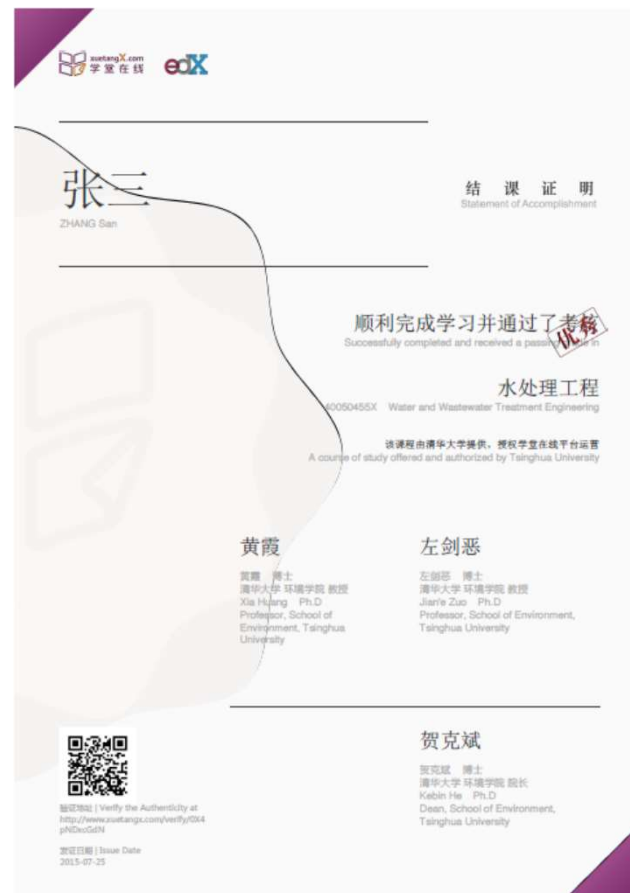 xuetangX.com
学堂在线
edX
张三
ZHANG San
结课证明
Statement of Accomplishment
顺利完成学习并通过了考核
优秀
Successfully completed and received a passing grade in
水处理工程
40050455X Water and Wastewater Treatment Engineering
该课程由清华大学提供，授权学堂在线平台运营
A course of study offered and authorized by Tsinghua University
黄霞
黄霞 博士
清华大学 环境学院 教授
Xia Huang Ph.D
Professor, School of
Environment, Tsinghua
University
左剑恶
左剑恶 博士
清华大学 环境学院 教授
Jian'e Zuo Ph.D
Professor, School of Environment,
Tsinghua University
贺克斌
贺克斌 博士
清华大学 环境学院 院长
Kebin He Ph.D
Dean, School of Environment,
Tsinghua University
验证地址 | Verify the Authenticity at
http://www.xuetangx.com/verify/0X4
pNDxcGdN
发证日期 | Issue Date
2015-07-25